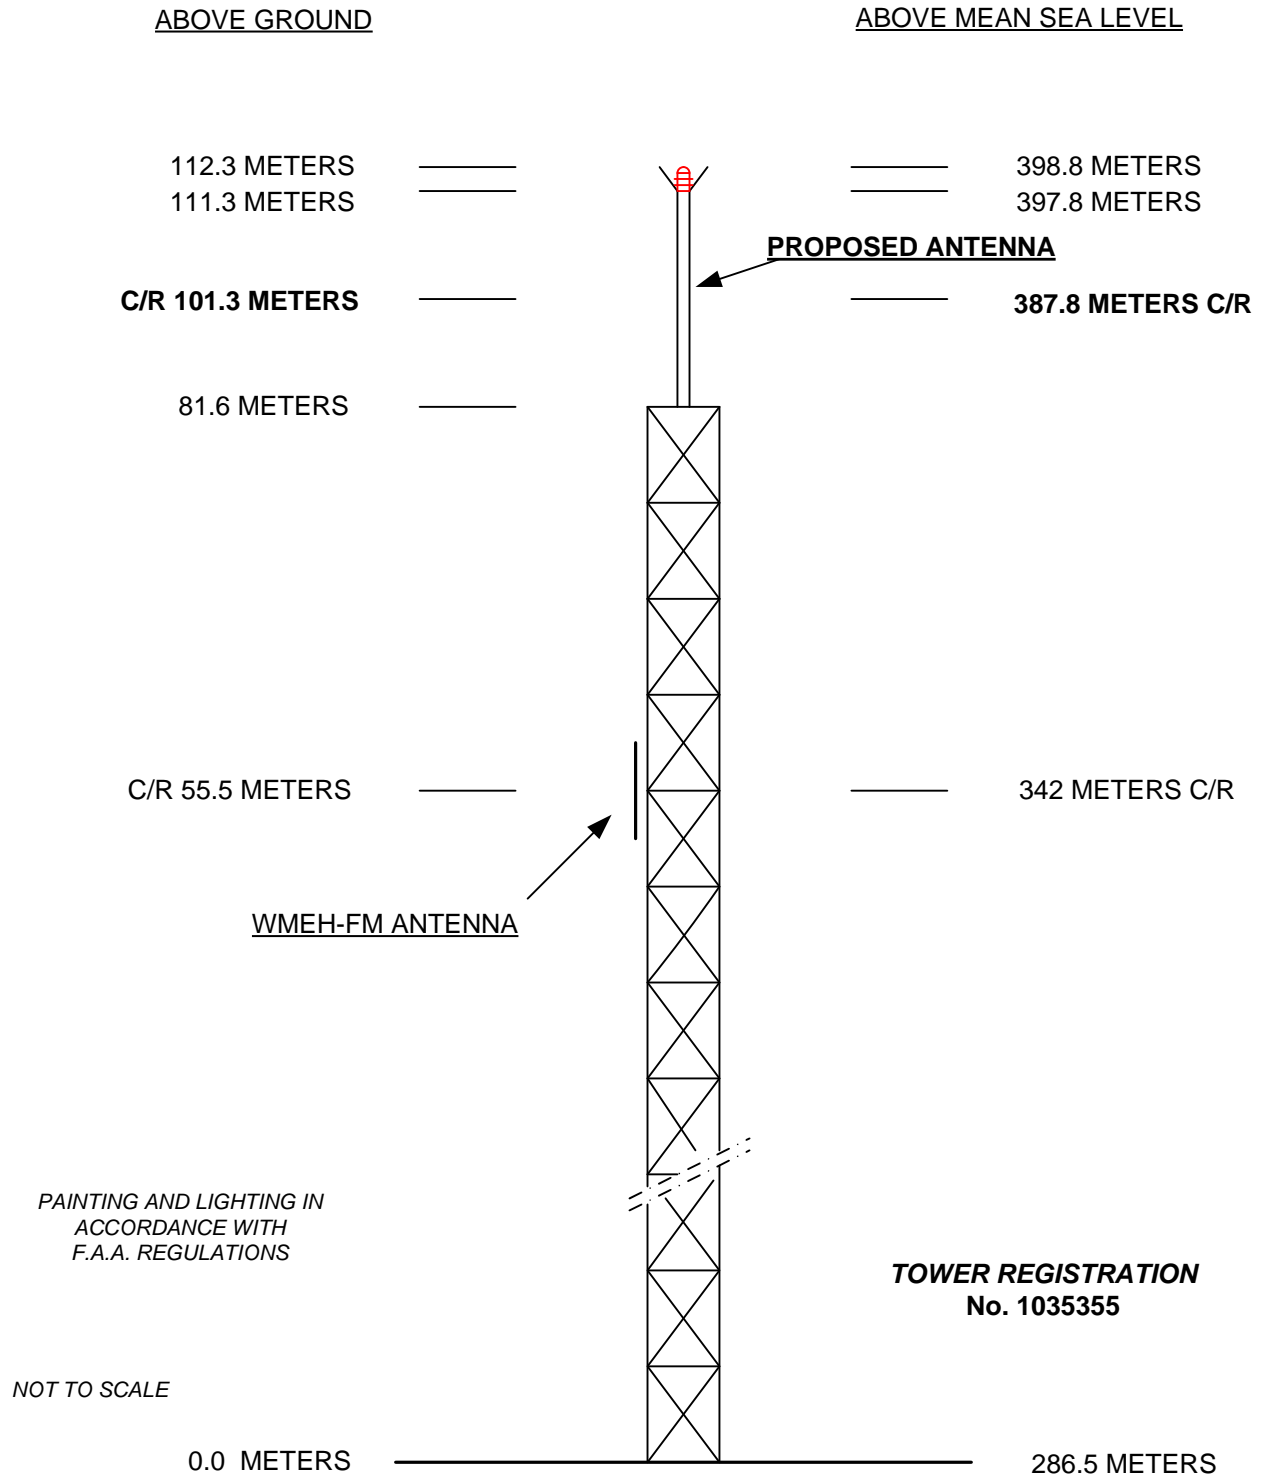 ABOVE GROUND
ABOVE MEAN SEA LEVEL
112.3 METERS
398.8 METERS
111.3 METERS
397.8 METERS
PROPOSED ANTENNA
C/R 101.3 METERS
387.8 METERS C/R
81.6 METERS
C/R 55.5 METERS
342 METERS C/R
WMEH-FM ANTENNA
PAINTING AND LIGHTING IN
ACCORDANCE WITH
F.A.A. REGULATIONS
TOWER REGISTRATION
No. 1035355
NOT TO SCALE
0.0 METERS
286.5 METERS